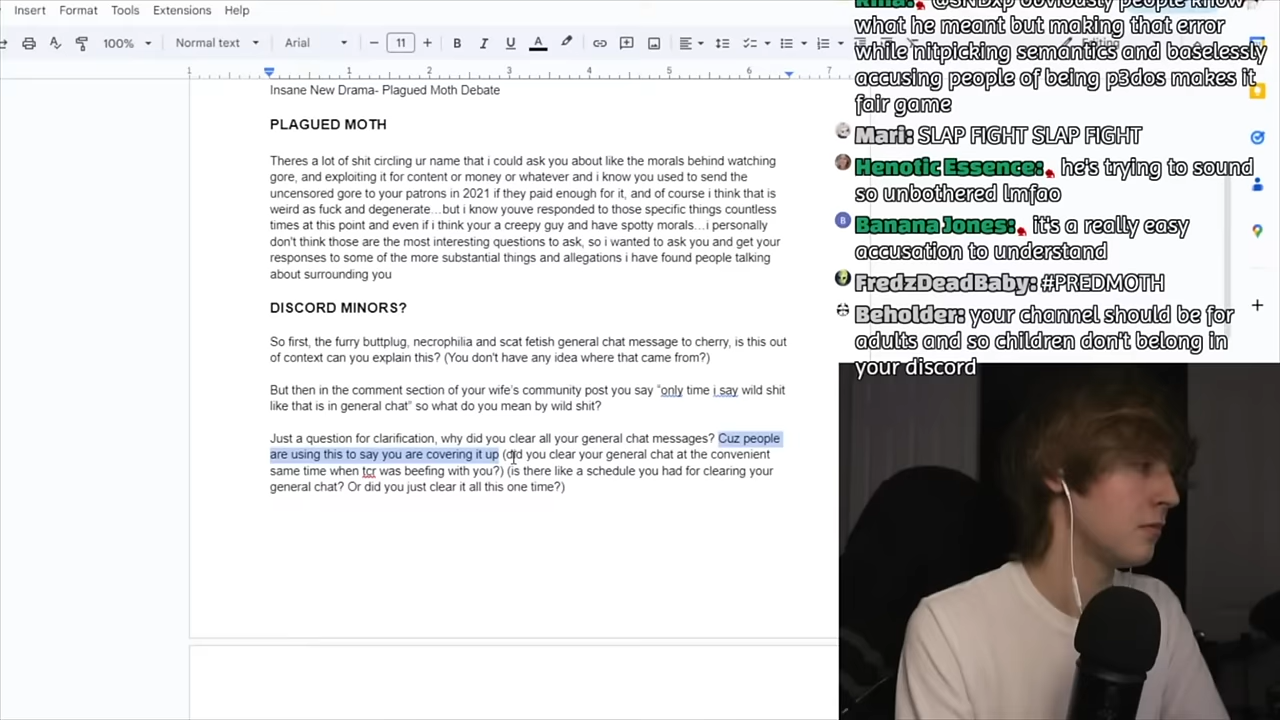 Insert Format Tools Extensions Help
100% Normal text Arial 11 B I U A Editing
1 1 2 3 4 5 6 7
Insane New Drama- Plagued Moth Debate
PLAGUED MOTH
Theres a lot of shit circling ur name that i could ask you about like the morals behind watching
gore, and exploiting it for content or money or whatever and i know you used to send the
uncensored gore to your patrons in 2021 if they paid enough for it, and of course i think that is
weird as fuck and degenerate…but i know youve responded to those specific things countless
times at this point and even if i think your a creepy guy and have spotty morals…i personally
don't think those are the most interesting questions to ask, so i wanted to ask you and get your
responses to some of the more substantial things and allegations i have found people talking
about surrounding you
DISCORD MINORS?
So first, the furry buttplug, necrophilia and scat fetish general chat message to cherry, is this out
of context can you explain this? (You don't have any idea where that came from?)
But then in the comment section of your wife's community post you say “only time i say wild shit
like that is in general chat” so what do you mean by wild shit?
Just a question for clarification, why did you clear all your general chat messages? Cuz people
are using this to say you are covering it up (did you clear your general chat at the convenient
same time when tcr was beefing with you?) (is there like a schedule you had for clearing your
general chat? Or did you just clear it all this one time?)
@SNDxp obviously people know
what he meant but making that error
while nitpicking semantics and baselessly
accusing people of being p3dos makes it
fair game
Mari: SLAP FIGHT SLAP FIGHT
Henotic Essence: he's trying to sound
so unbothered lmfao
B
Banana Jones: it's a really easy
accusation to understand
FredzDeadBaby: #PREDMOTH
Beholder: your channel should be for
adults and so children don't belong in
your discord